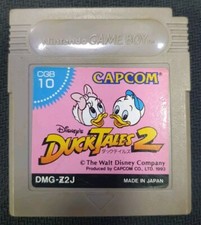 Nintendo GAME BOY
CGB
10
CAPCOM
Disney's
DUCKTALES 2
ダックテイルズ
© The Walt Disney Company
Produced by CAPCOM CO., LTD. 1993
DMG-Z2J
MADE IN JAPAN